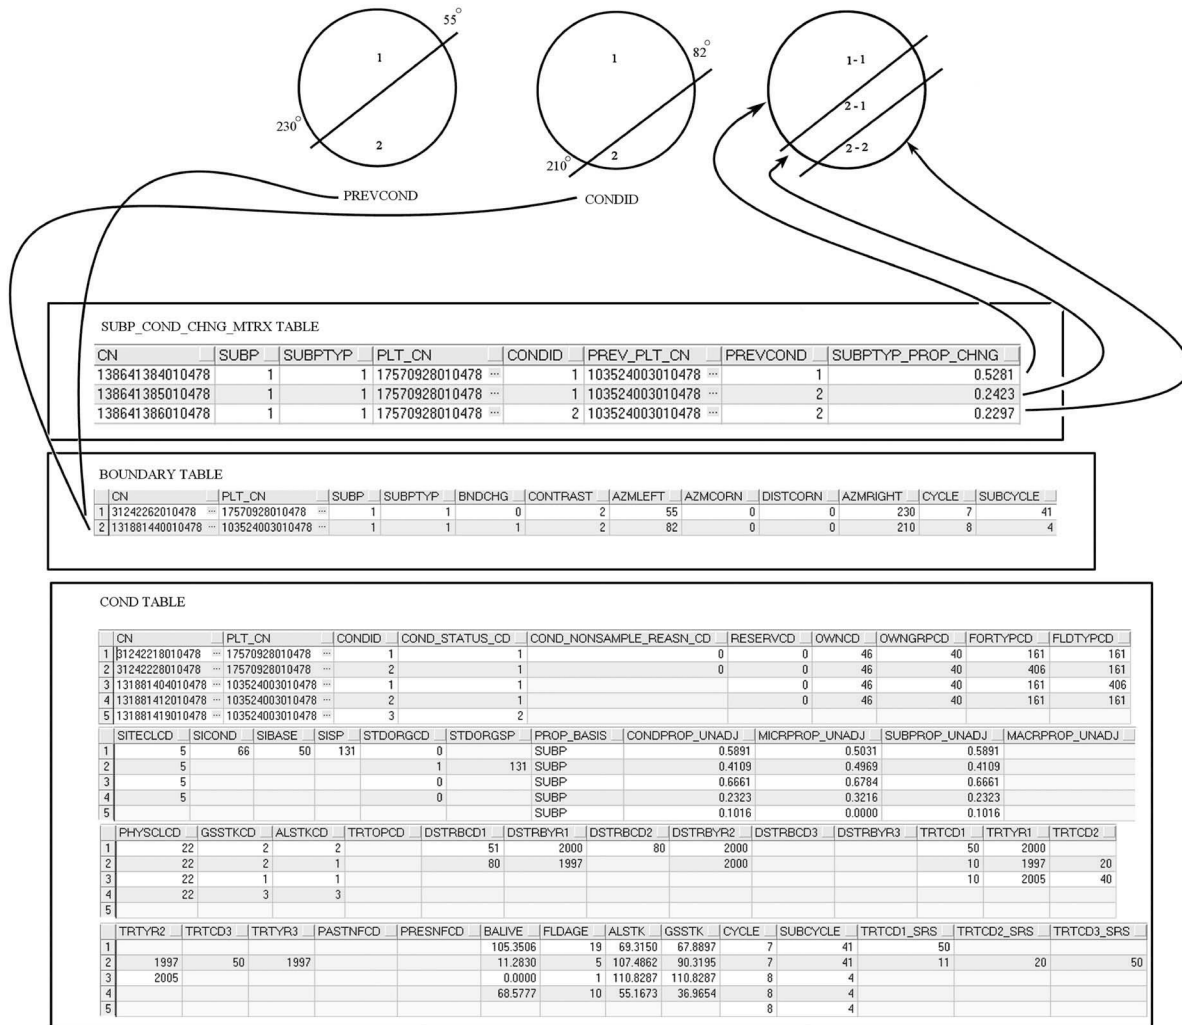 55°
82°
1
1
1-1
2-1
230°
2
210°
2
2-2
PREVCOND
CONDID
SUBP_COND_CHNG_MTRX TABLE
CN SUBP SUBPTYP PLT_CN CONDID PREV_PLT_CN PREVCOND SUBPTYP_PROP_CHNG
138641384010478 1 1 17570928010478 ... 1 103524003010478 ... 1 0.5281
138641385010478 1 1 17570928010478 ... 1 103524003010478 ... 2 0.2423
138641386010478 1 1 17570928010478 ... 2 103524003010478 ... 2 0.2297
BOUNDARY TABLE
CN PLT_CN SUBP SUBPTYP BNDCHG CONTRAST AZMLEFT AZMCORN DISTCORN AZMRIGHT CYCLE SUBCYCLE
1 31242262010478 ... 17570928010478 ... 1 1 0 2 55 0 0 230 7 41
2 131881440010478 ... 103524003010478 ... 1 1 1 2 82 0 0 210 8 4
COND TABLE
CN PLT_CN CONDID COND_STATUS_CD COND_NONSAMPLE_REASN_CD RESERVCD OWNCD OWNGRPCD FORTYPCD FLDTYPCD
1 31242218010478 ... 17570928010478 ... 1 1 0 0 46 40 161 161
2 31242228010478 ... 17570928010478 ... 2 1 0 0 46 40 406 161
3 131881404010478 ... 103524003010478 ... 1 1 0 46 40 161 406
4 131881412010478 ... 103524003010478 ... 2 1 0 46 40 161 161
5 131881419010478 ... 103524003010478 ... 3 2
SITECLCD SICOND SIBASE SISP STDORGCD STDORGSP PROP_BASIS CONDPROP_UNADJ MICRPROP_UNADJ SUBPROP_UNADJ MACRPROP_UNADJ
1 5 66 50 131 0 SUBP 0.5891 0.5031 0.5891
2 5 1 131 SUBP 0.4109 0.4969 0.4109
3 5 0 SUBP 0.6661 0.6784 0.6661
4 5 0 SUBP 0.2323 0.3216 0.2323
5 SUBP 0.1016 0.0000 0.1016
PHYSCLCD GSSTKCD ALSTKCD TRTOPCD DSTRBCD1 DSTRBYR1 DSTRBCD2 DSTRBYR2 DSTRBCD3 DSTRBYR3 TRTCD1 TRTYR1 TRTCD2
1 22 2 2 51 2000 80 2000 50 2000
2 22 2 1 80 1997 2000 10 1997 20
3 22 1 1 10 2005 40
4 22 3 3
5
TRTYR2 TRTCD3 TRTYR3 PASTNFCD PRESNFCD BALIVE FLDAGE ALSTK GSSTK CYCLE SUBCYCLE TRTCD1_SRS TRTCD2_SRS TRTCD3_SRS
1 105.3506 19 69.3150 67.8897 7 41 50
2 1997 50 1997 11.2830 5 107.4862 90.3195 7 41 11 20 50
3 2005 0.0000 1 110.8287 110.8287 8 4
4 68.5777 10 55.1673 36.9654 8 4
5 8 4